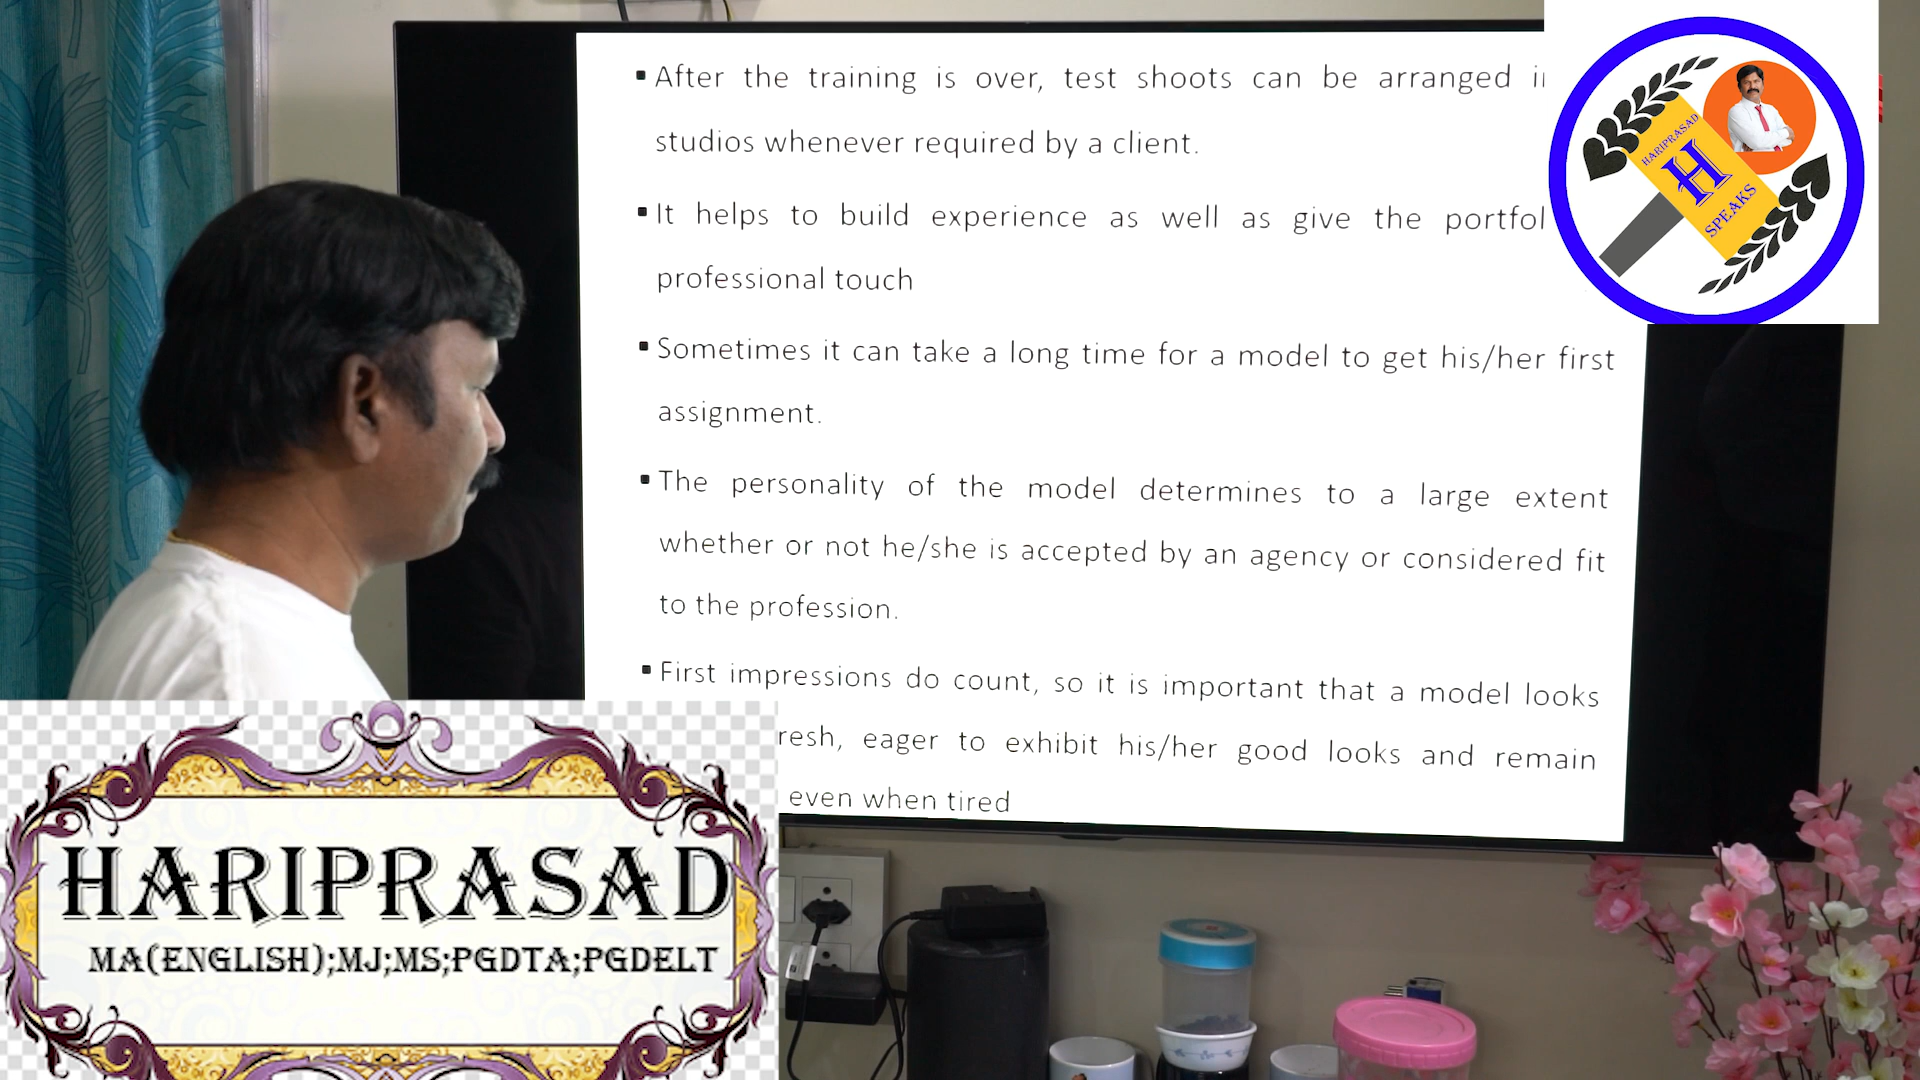 After the training is over, test shoots can be arranged
studios whenever required by a client.
It helps to build experience as well as give the
professional touch
Sometimes it can take a long time for a model to get his/her first
assignment.
The personality of the model determines to a large extent
whether or not he/she is accepted by an agency or considered fit
to the profession.
First impressions do count, so it is important that a model looks
resh, eager to exhibit his/her good looks and remain
even when tired
HARIPRASAD
H
SPEAKS
HARIPRASAD
MA(ENGLISH);MJ;MS;PGDTA;PGDELT